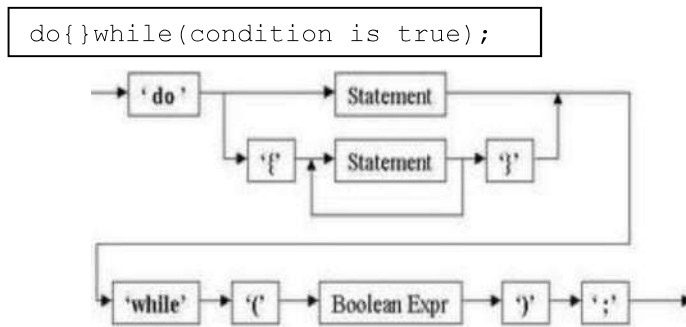 do{}while(condition is true);
‘do’ Statement
‘{’ Statement ‘}’
‘while’ ‘(’ Boolean Expr ‘)’ ‘;’